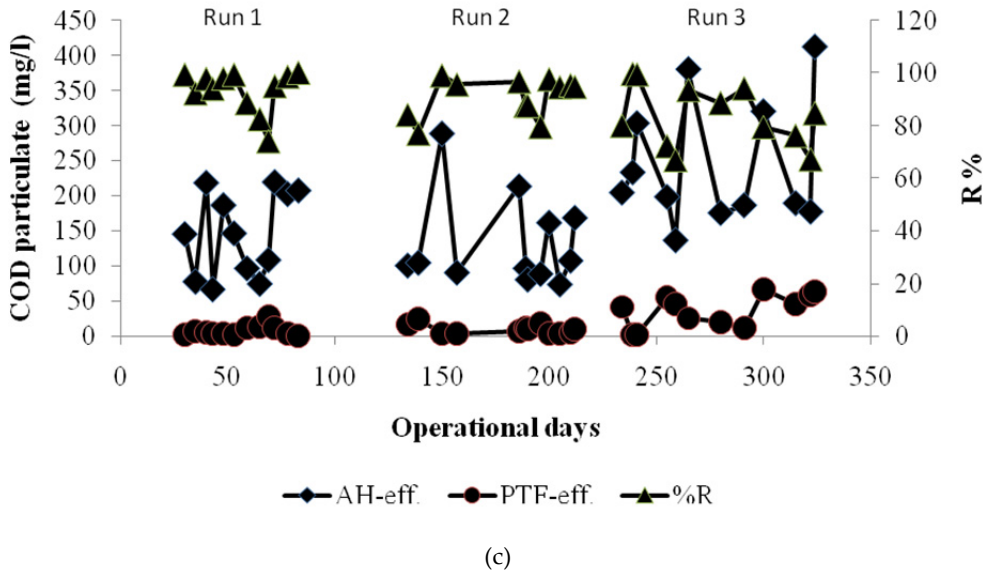 Run 1 Run 2 Run 3
450 120
400 100
350
300 80
250
200 60
150 40
100
50 20
0 0
COD particulate (mg/l)
R %
0 50 100 150 200 250 300 350
Operational days
AH-eff. PTF-eff. %R
(c)